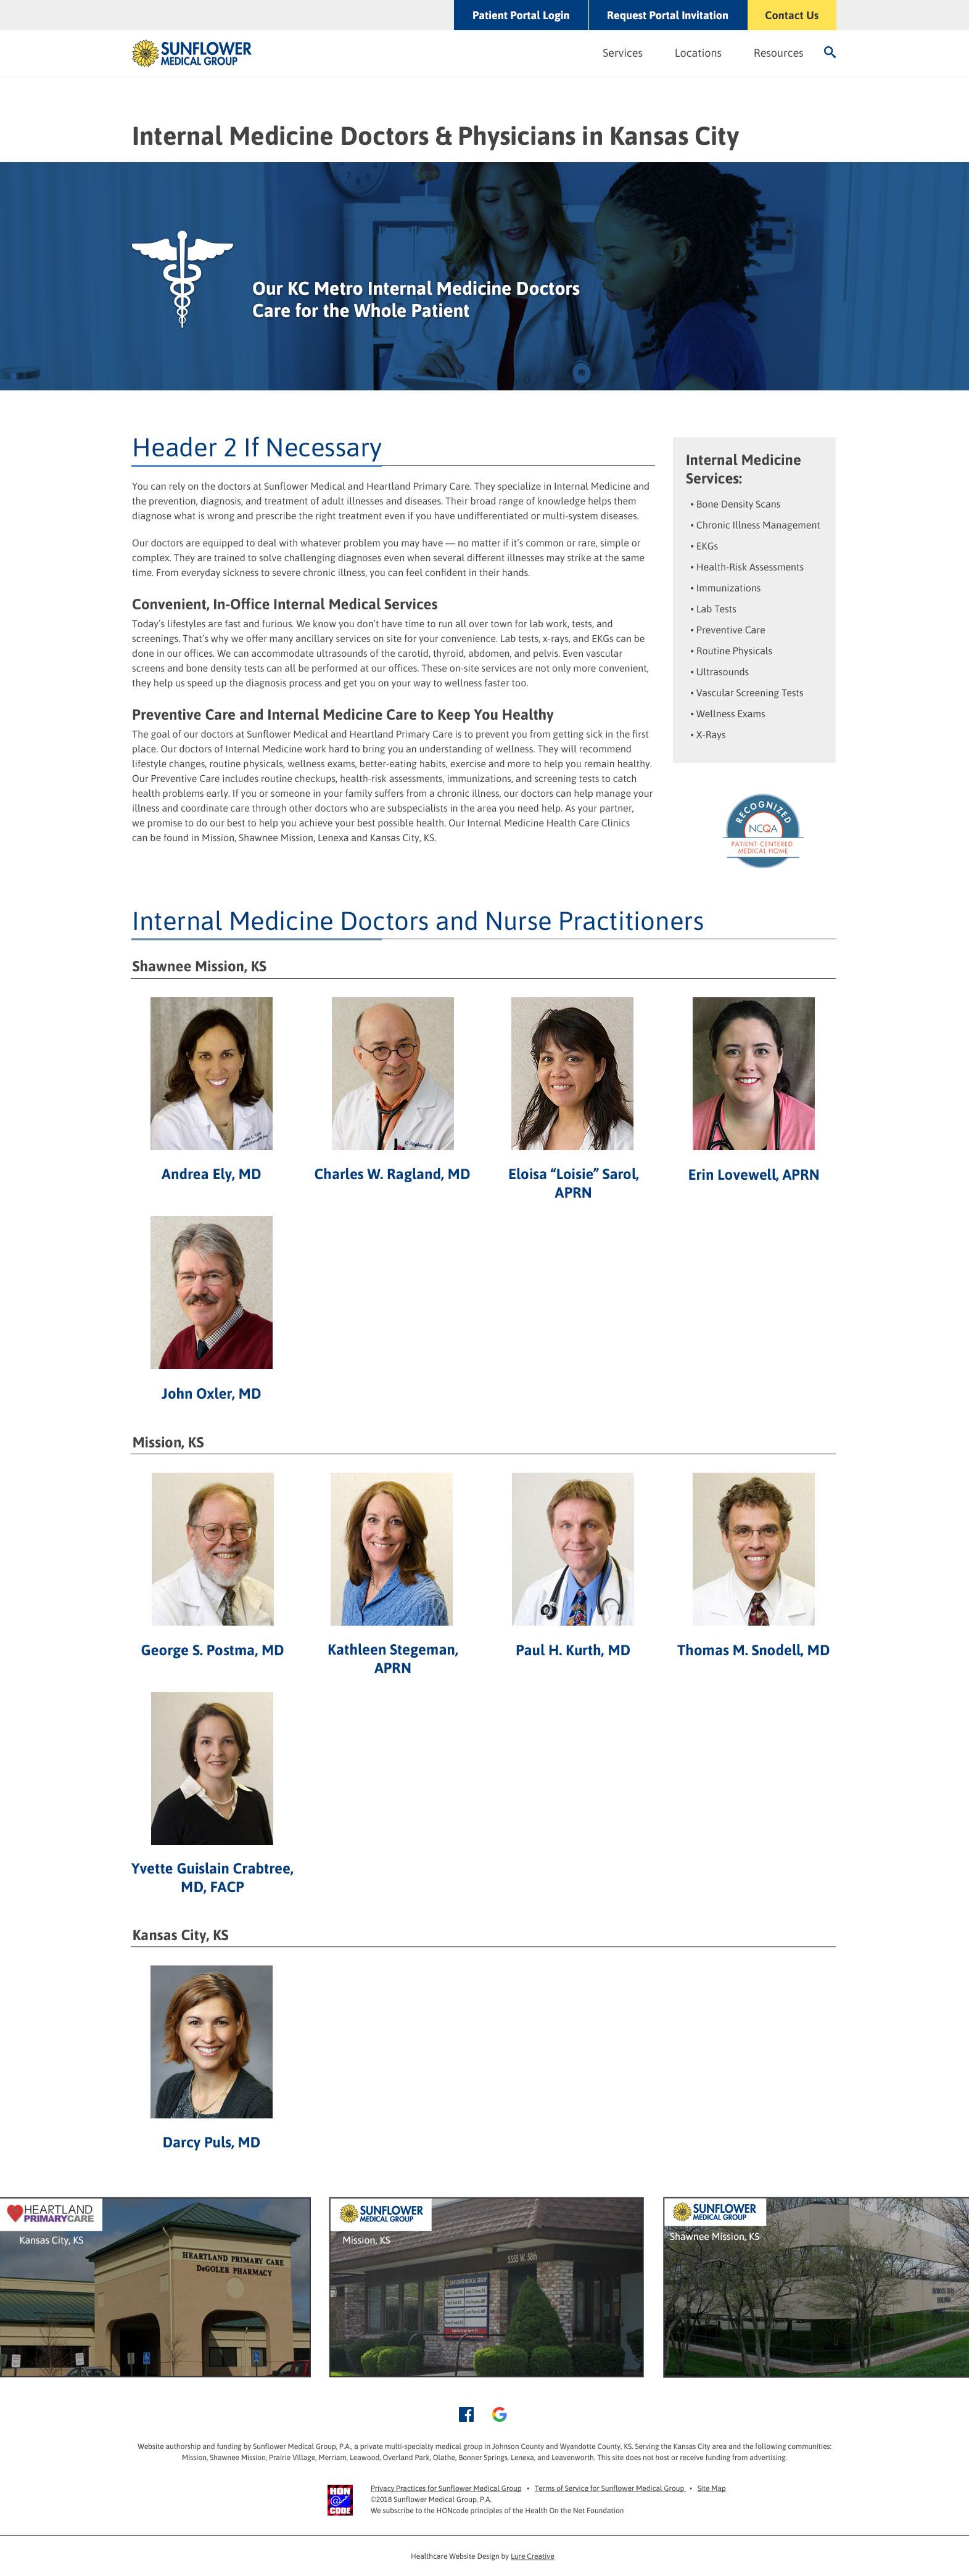 Patient Portal Login
Request Portal Invitation
Contact Us
SUNFLOWER
MEDICAL GROUP
Services
Locations
Resources
Internal Medicine Doctors & Physicians in Kansas City
Our KC Metro Internal Medicine Doctors
Care for the Whole Patient
Header 2 If Necessary
You can rely on the doctors at Sunflower Medical and Heartland Primary Care. They specialize in Internal Medicine and
the prevention, diagnosis, and treatment of adult illnesses and diseases. Their broad range of knowledge helps them
diagnose what is wrong and prescribe the right treatment even if you have undifferentiated or multi-system diseases.
Our doctors are equipped to deal with whatever problem you may have — no matter if it’s common or rare, simple or
complex. They are trained to solve challenging diagnoses even when several different illnesses may strike at the same
time. From everyday sickness to severe chronic illness, you can feel confident in their hands.
Convenient, In-Office Internal Medical Services
Today’s lifestyles are fast and furious. We know you don’t have time to run all over town for lab work, tests, and
screenings. That’s why we offer many ancillary services on site for your convenience. Lab tests, x-rays, and EKGs can be
done in our offices. We can accommodate ultrasounds of the carotid, thyroid, abdomen, and pelvis. Even vascular
screens and bone density tests can all be performed at our offices. These on-site services are not only more convenient,
they help us speed up the diagnosis process and get you on your way to wellness faster too.
Preventive Care and Internal Medicine Care to Keep You Healthy
The goal of our doctors at Sunflower Medical and Heartland Primary Care is to prevent you from getting sick in the first
place. Our doctors of Internal Medicine work hard to bring you an understanding of wellness. They will recommend
lifestyle changes, routine physicals, wellness exams, better-eating habits, exercise and more to help you remain healthy.
Our Preventive Care includes routine checkups, health-risk assessments, immunizations, and screening tests to catch
health problems early. If you or someone in your family suffers from a chronic illness, our doctors can help manage your
illness and coordinate care through other doctors who are subspecialists in the area you need help. As your partner,
we promise to do our best to help you achieve your best possible health. Our Internal Medicine Health Care Clinics
can be found in Mission, Shawnee Mission, Lenexa and Kansas City, KS.
Internal Medicine
Services:
• Bone Density Scans
• Chronic Illness Management
• EKGs
• Health-Risk Assessments
• Immunizations
• Lab Tests
• Preventive Care
• Routine Physicals
• Ultrasounds
• Vascular Screening Tests
• Wellness Exams
• X-Rays
RECOGNIZED
NCQA
PATIENT-CENTERED
MEDICAL HOME
Internal Medicine Doctors and Nurse Practitioners
Shawnee Mission, KS
Andrea Ely, MD
Charles W. Ragland, MD
Eloisa “Loisie” Sarol,
APRN
Erin Lovewell, APRN
John Oxler, MD
Mission, KS
George S. Postma, MD
Kathleen Stegeman,
APRN
Paul H. Kurth, MD
Thomas M. Snodell, MD
Yvette Guislain Crabtree,
MD, FACP
Kansas City, KS
Darcy Puls, MD
HEARTLAND
PRIMARYCARE
Kansas City, KS
HEARTLAND PRIMARY CARE
DeGOLER PHARMACY
SUNFLOWER
MEDICAL GROUP
Mission, KS
5555 W. 58th
SUNFLOWER
MEDICAL GROUP
Shawnee Mission, KS
Website authorship and funding by Sunflower Medical Group, P.A., a private multi-specialty medical group in Johnson County and Wyandotte County, KS. Serving the Kansas City area and the following communities:
Mission, Shawnee Mission, Prairie Village, Merriam, Leawood, Overland Park, Olathe, Bonner Springs, Lenexa, and Leavenworth. This site does not host or receive funding from advertising.
HON
@
CODE
Privacy Practices for Sunflower Medical Group • Terms of Service for Sunflower Medical Group • Site Map
©2018 Sunflower Medical Group, P.A.
We subscribe to the HONcode principles of the Health On the Net Foundation
Healthcare Website Design by Lure Creative